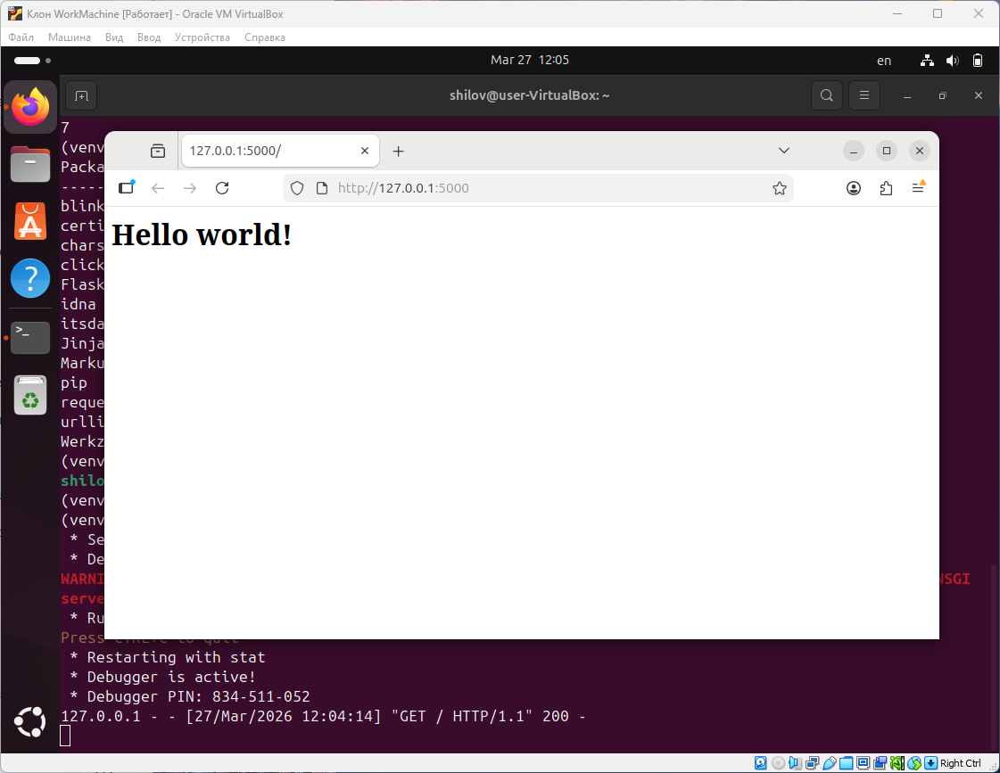 Клон WorkMachine [Работает] - Oracle VM VirtualBox
Файл Машина Вид Ввод Устройства Справка
Mar 27 12:05
en
shilov@user-VirtualBox: ~
7
(venv
Packa
-----
blink
certi
chars
click
Flask
idna
itsda
Jinja
Marku
pip
reque
urlli
Werkz
(venv
shilo
(venv
(venv
* Se
* De
WARNI
SGI
serve
* Ru
127.0.0.1:5000/
http://127.0.0.1:5000
Hello world!
Press CTRL+C to quit
* Restarting with stat
* Debugger is active!
* Debugger PIN: 834-511-052
127.0.0.1 - - [27/Mar/2026 12:04:14] "GET / HTTP/1.1" 200 -
Right Ctrl